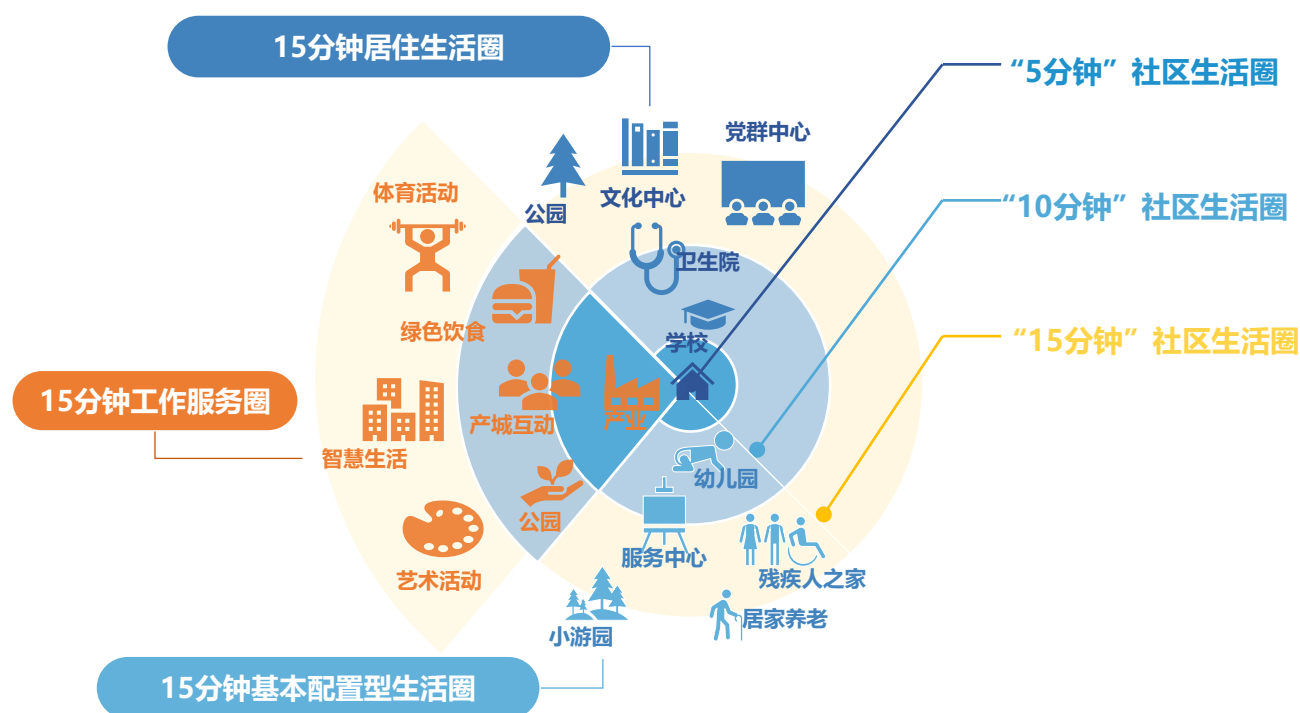 15分钟居住生活圈
“5分钟”社区生活圈
党群中心
体育活动
文化中心
公园
“10分钟”社区生活圈
卫生院
绿色饮食
学校
“15分钟”社区生活圈
15分钟工作服务圈
产城互动
产业
智慧生活
幼儿园
公园
服务中心
艺术活动
残疾人之家
居家养老
小游园
15分钟基本配置型生活圈